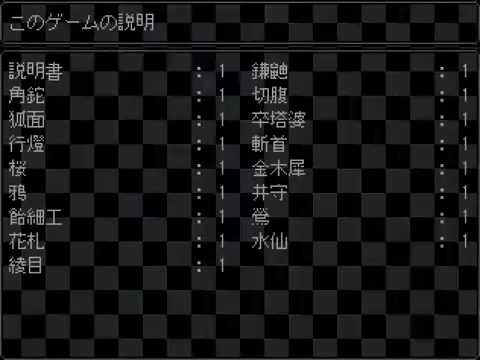 このゲームの説明
説明書 : 1 鎌鼬 : 1
角鉈 : 1 切腹 : 1
狐面 : 1 卒塔婆 : 1
行燈 : 1 斬首 : 1
桜 : 1 金木犀 : 1
鴉 : 1 井守 : 1
飴細工 : 1 鶯 : 1
花札 : 1 水仙 : 1
綾目 : 1